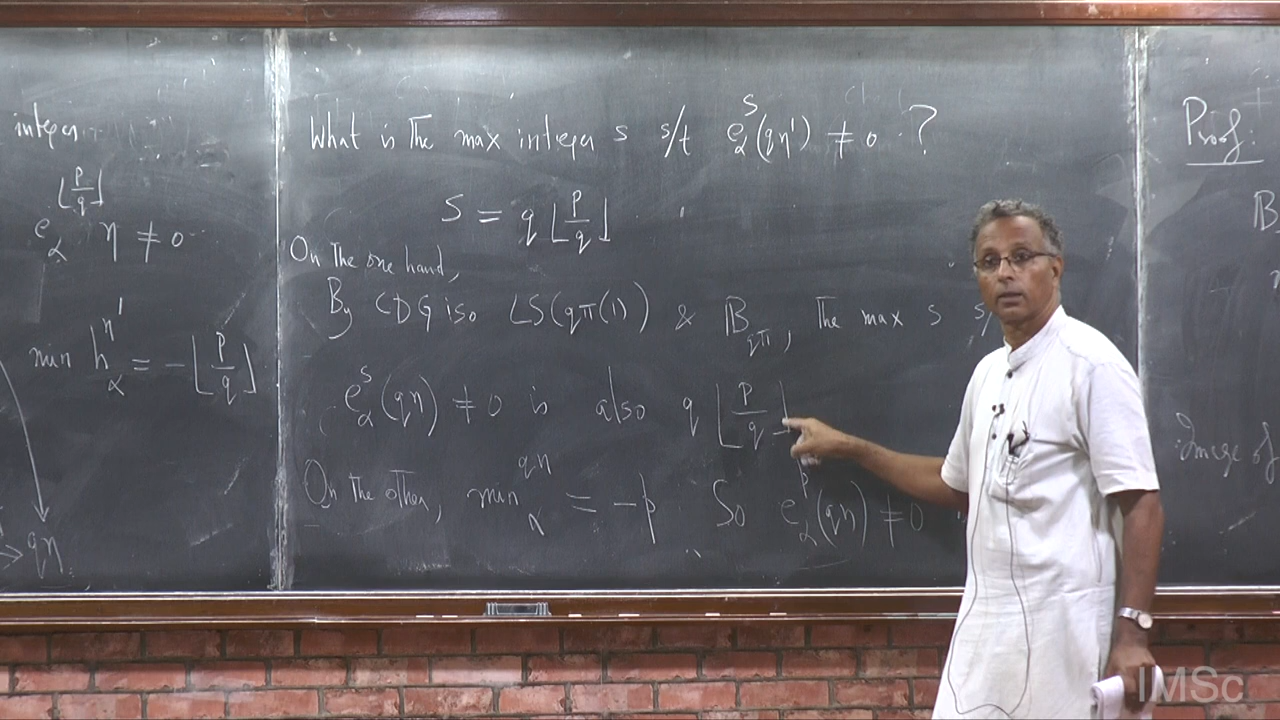 integer.
e_α^{⌊p/q⌋} η ≠ 0
min h_α^{η'} = -⌊p/q⌋
→ qη
What is the max integer s s/t e_α^s(qη') ≠ 0 ?
s = q⌊p/q⌋
On the one hand,
By CDG iso LS(qπ(1)) & 𝔹_{qπ}, the max s s/
e_α^s(qη) ≠ 0 is also q⌊p/q⌋
On the other, min_α^{qη} = -p So e_α^p(qη) ≠ 0
Proof:
𝔹
Image of
IMSc